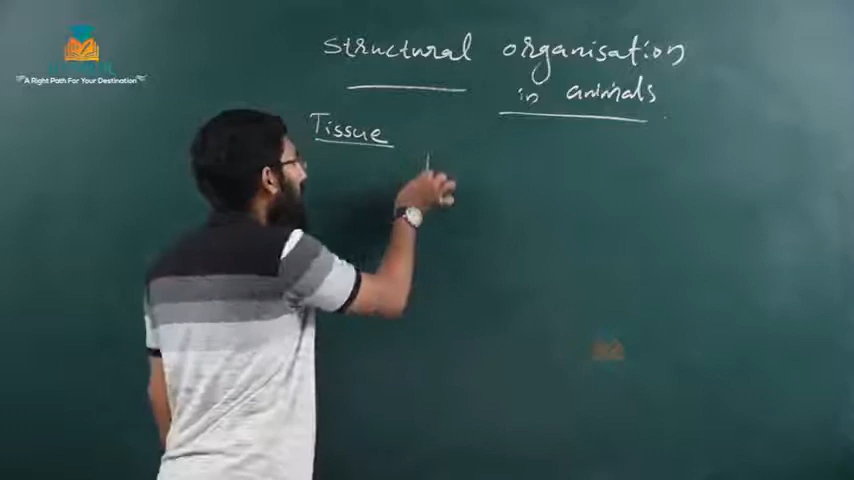 A Right Path For Your Destination
Structural organisation
in animals
Tissue